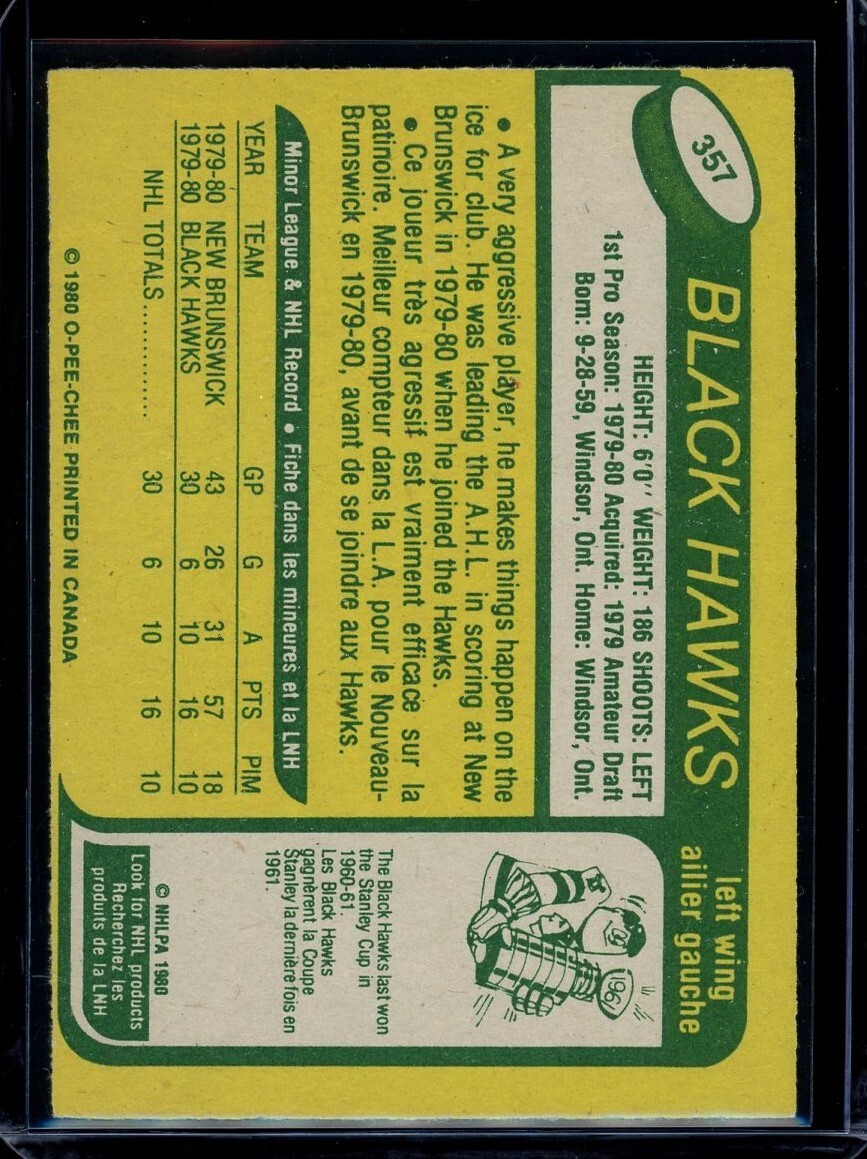 357
BLACK HAWKS
left wing
ailier gauche
HEIGHT: 6'0'' WEIGHT: 186 SHOOTS: LEFT
1st Pro Season: 1979-80 Acquired: 1979 Amateur Draft
Born: 9-28-59, Windsor, Ont. Home: Windsor, Ont.
• A very aggressive player, he makes things happen on the
ice for club. He was leading the A.H.L. in scoring at New
Brunswick in 1979-80 when he joined the Hawks.
• Ce joueur très agressif est vraiment efficace sur la
patinoire. Meilleur compteur dans la L.A. pour le Nouveau-
Brunswick en 1979-80, avant de se joindre aux Hawks.
Minor League & NHL Record • Fiche dans les mineures et la LNH
YEAR TEAM GP G A PTS PIM
1979-80 NEW BRUNSWICK 43 26 31 57 18
1979-80 BLACK HAWKS 30 6 10 16 10
NHL TOTALS.............. 30 6 10 16 10
© 1980 O-PEE-CHEE PRINTED IN CANADA
1961
The Black Hawks last won
the Stanley Cup in
1960-61.
Les Black Hawks
gagnèrent la Coupe
Stanley la dernière fois en
1961.
© NHLPA 1980
Look for NHL products
Recherchez les
produits de la LNH